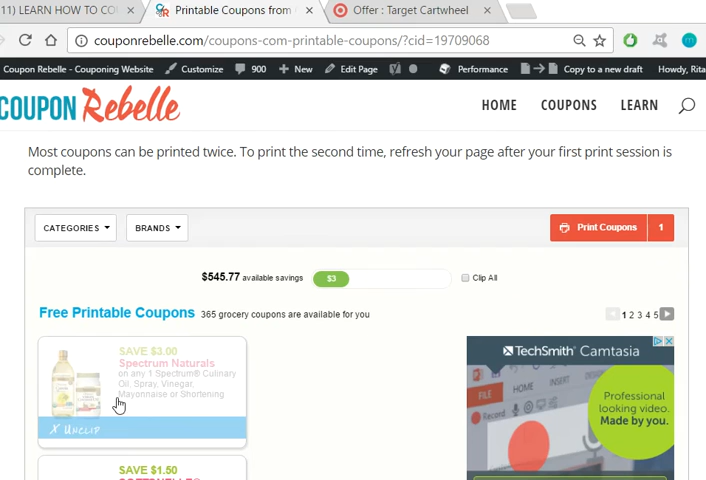 11) LEARN HOW TO CO
Printable Coupons from
Offer : Target Cartwheel
couponrebelle.com/coupons-com-printable-coupons/?cid=19709068
Coupon Rebelle - Couponing Website Customize 900 + New Edit Page Performance Copy to a new draft Howdy, Rita
COUPON Rebelle
HOME COUPONS LEARN
Most coupons can be printed twice. To print the second time, refresh your page after your first print session is
complete.
CATEGORIES BRANDS Print Coupons 1
$545.77 available savings $3 Clip All
Free Printable Coupons 365 grocery coupons are available for you 1 2 3 4 5
SAVE $3.00
Spectrum Naturals
on any 1 Spectrum® Culinary
Oil, Spray, Vinegar,
Mayonnaise or Shortening
X UNCLIP
SAVE $1.50
TechSmith Camtasia
FILE HOME INSERT
Record
Professional
looking video.
Made by you.